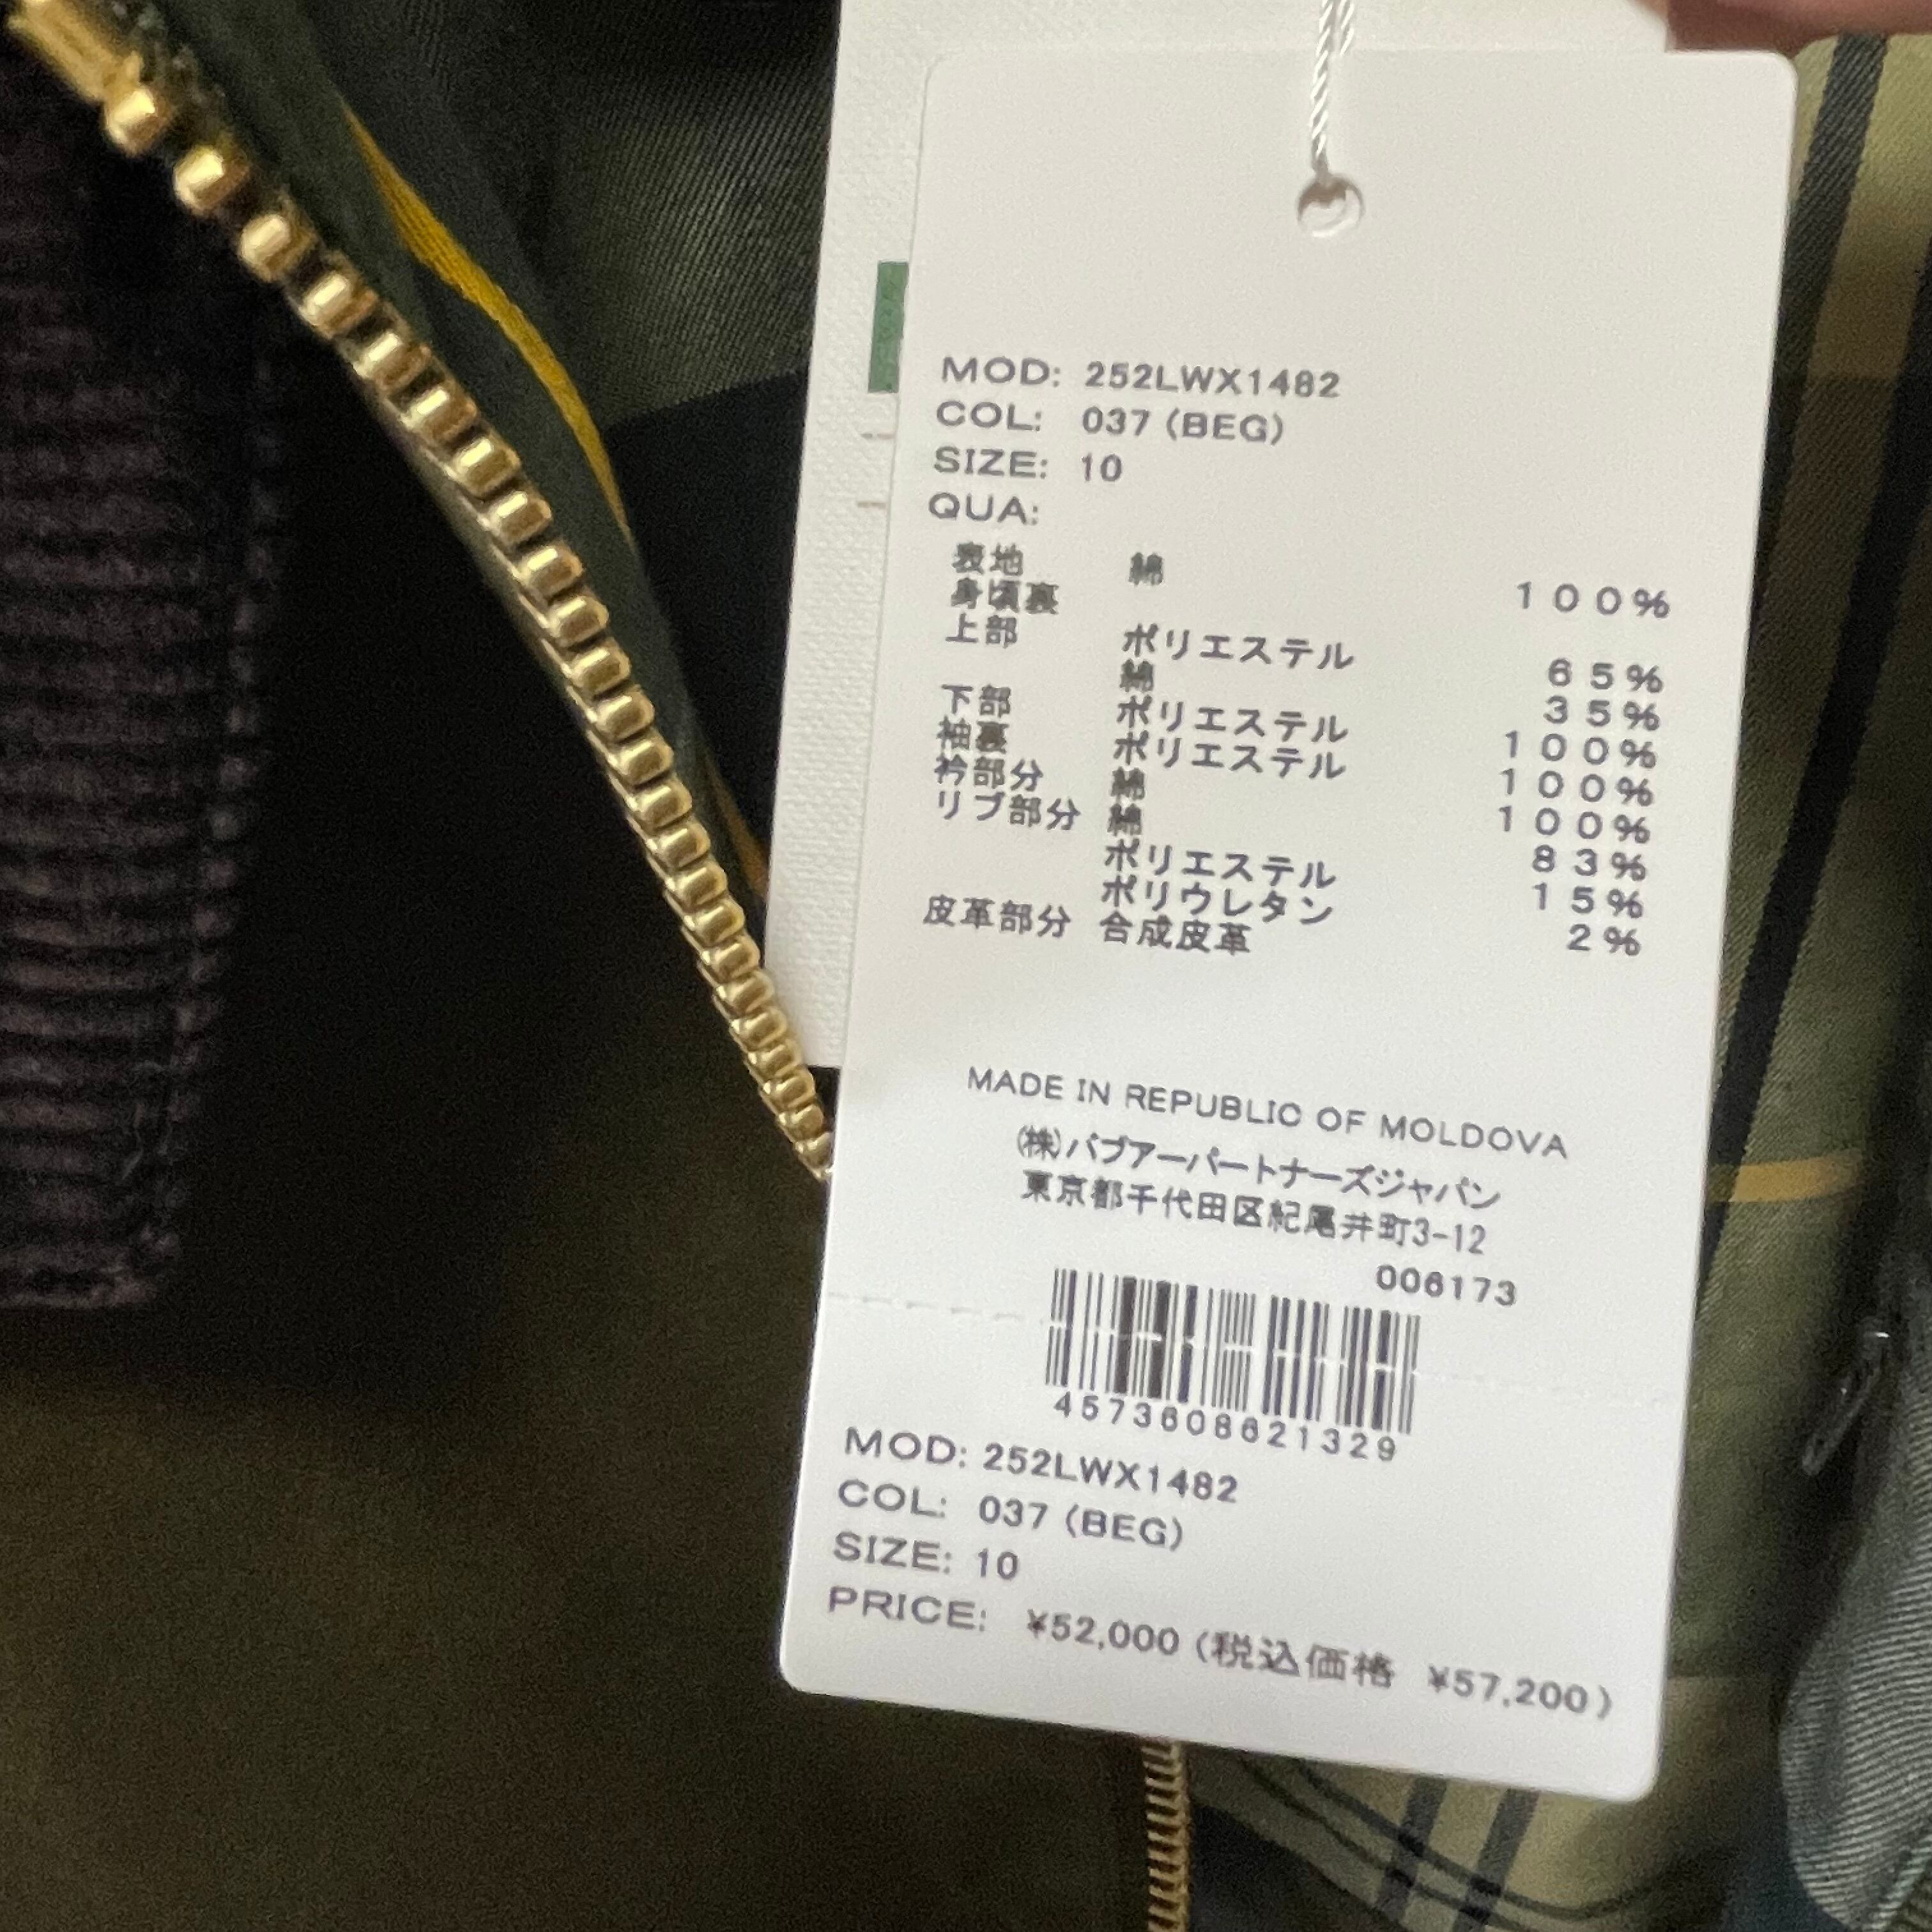 MOD: 252LWX1482
COL: 037 (BEG)
SIZE: 10
QUA:
表地 綿 100%
身頃裏
上部 ポリエステル 65%
綿 35%
下部 ポリエステル 100%
袖裏 ポリエステル 100%
衿部分 綿 100%
リブ部分 綿 83%
ポリエステル 15%
ポリウレタン 2%
皮革部分 合成皮革
MADE IN REPUBLIC OF MOLDOVA
(株)バブアーパートナーズジャパン
東京都千代田区紀尾井町3-12
006173
4573608621329
MOD: 252LWX1482
COL: 037 (BEG)
SIZE: 10
PRICE: ¥52,000 (税込価格 ¥57,200)